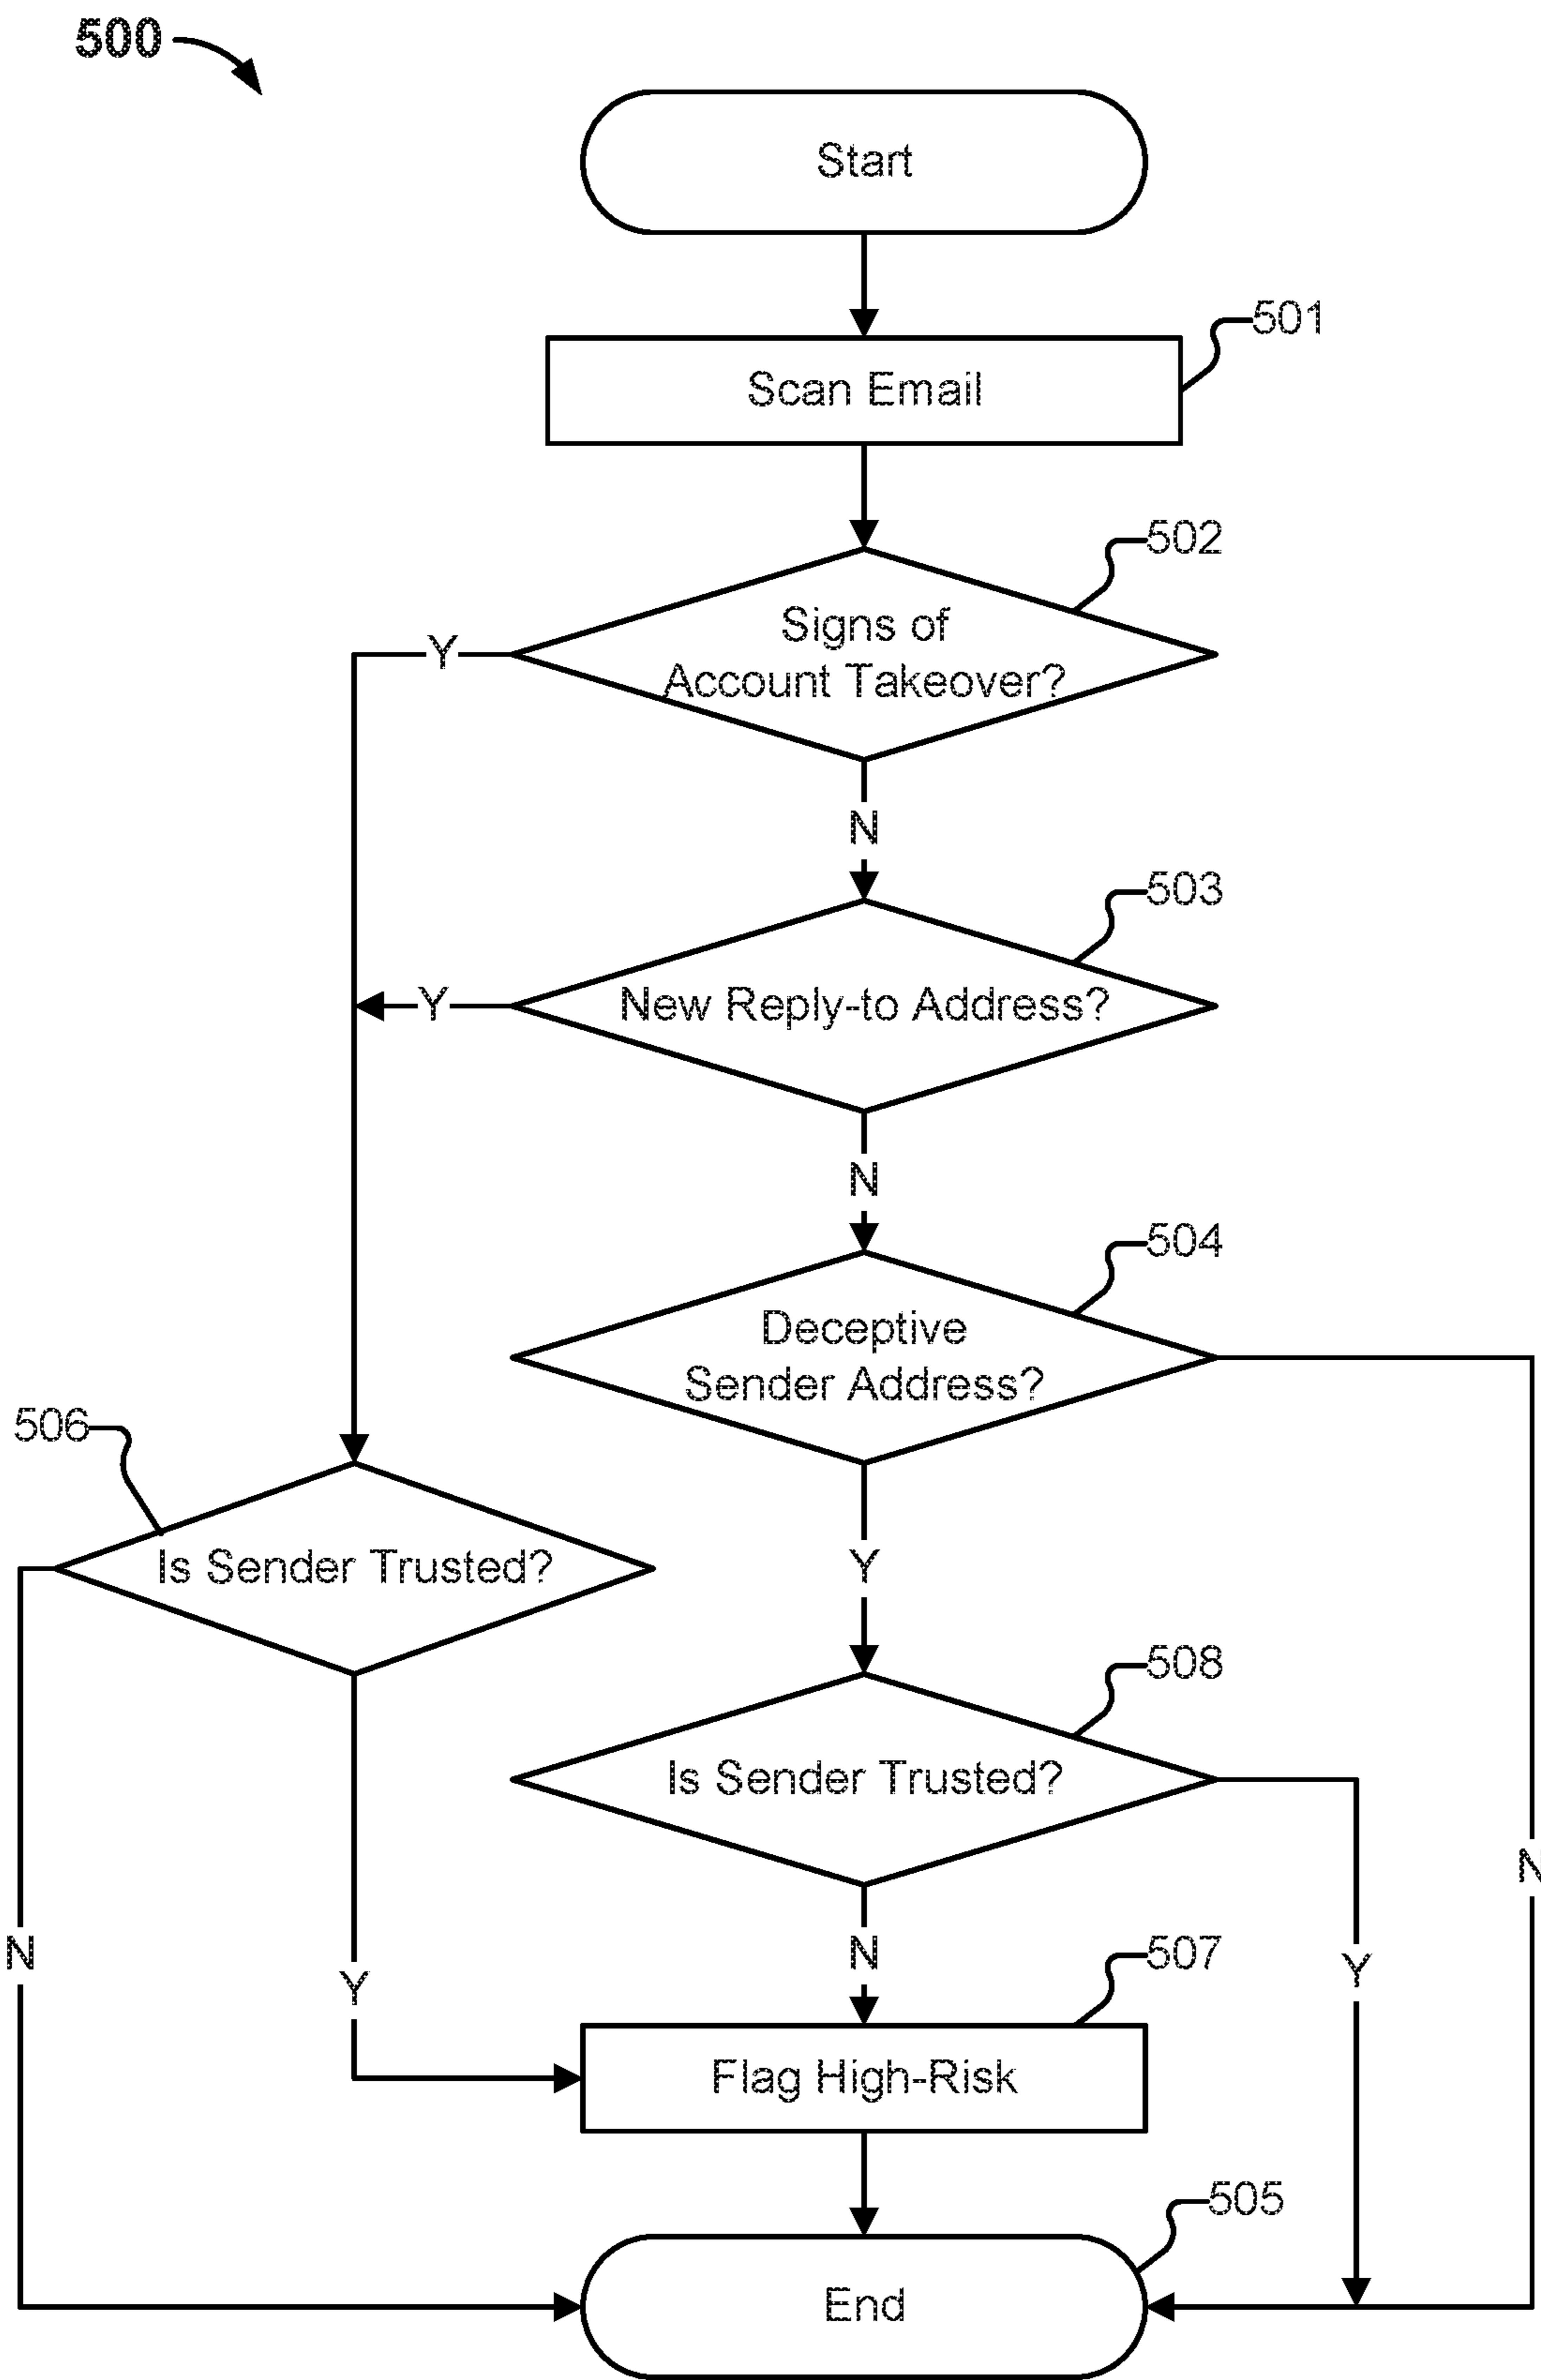 500
Start
501
Scan Email
502
Signs of
Account Takeover?
Y
N
503
New Reply-to Address?
Y
N
504
Deceptive
Sender Address?
506
Is Sender Trusted?
Y
508
Is Sender Trusted?
N
N
N
507
Y
Y
Flag High-Risk
505
End